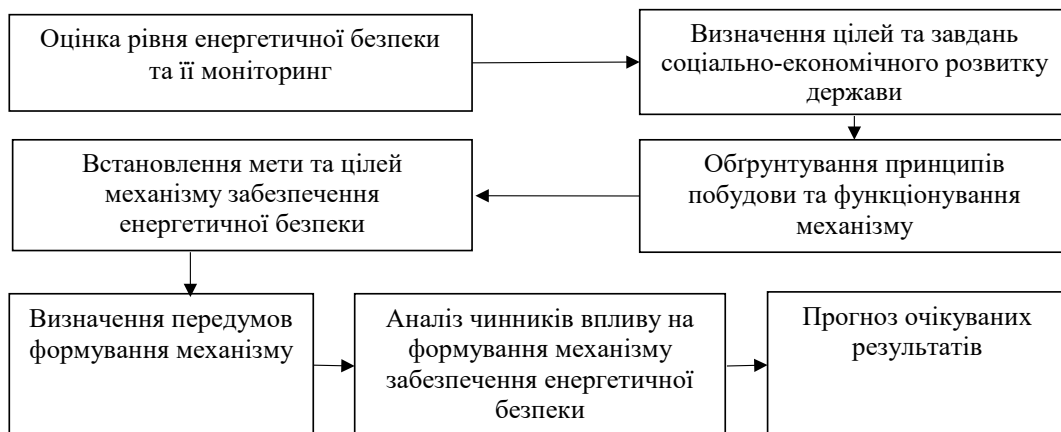 Оцінка рівня енергетичної безпеки
та її моніторинг
Визначення цілей та завдань
соціально-економічного розвитку
держави
Обґрунтування принципів
побудови та функціонування
механізму
Встановлення мети та цілей
механізму забезпечення
енергетичної безпеки
Визначення передумов
формування механізму
Аналіз чинників впливу на
формування механізму
забезпечення енергетичної
безпеки
Прогноз очікуваних
результатів